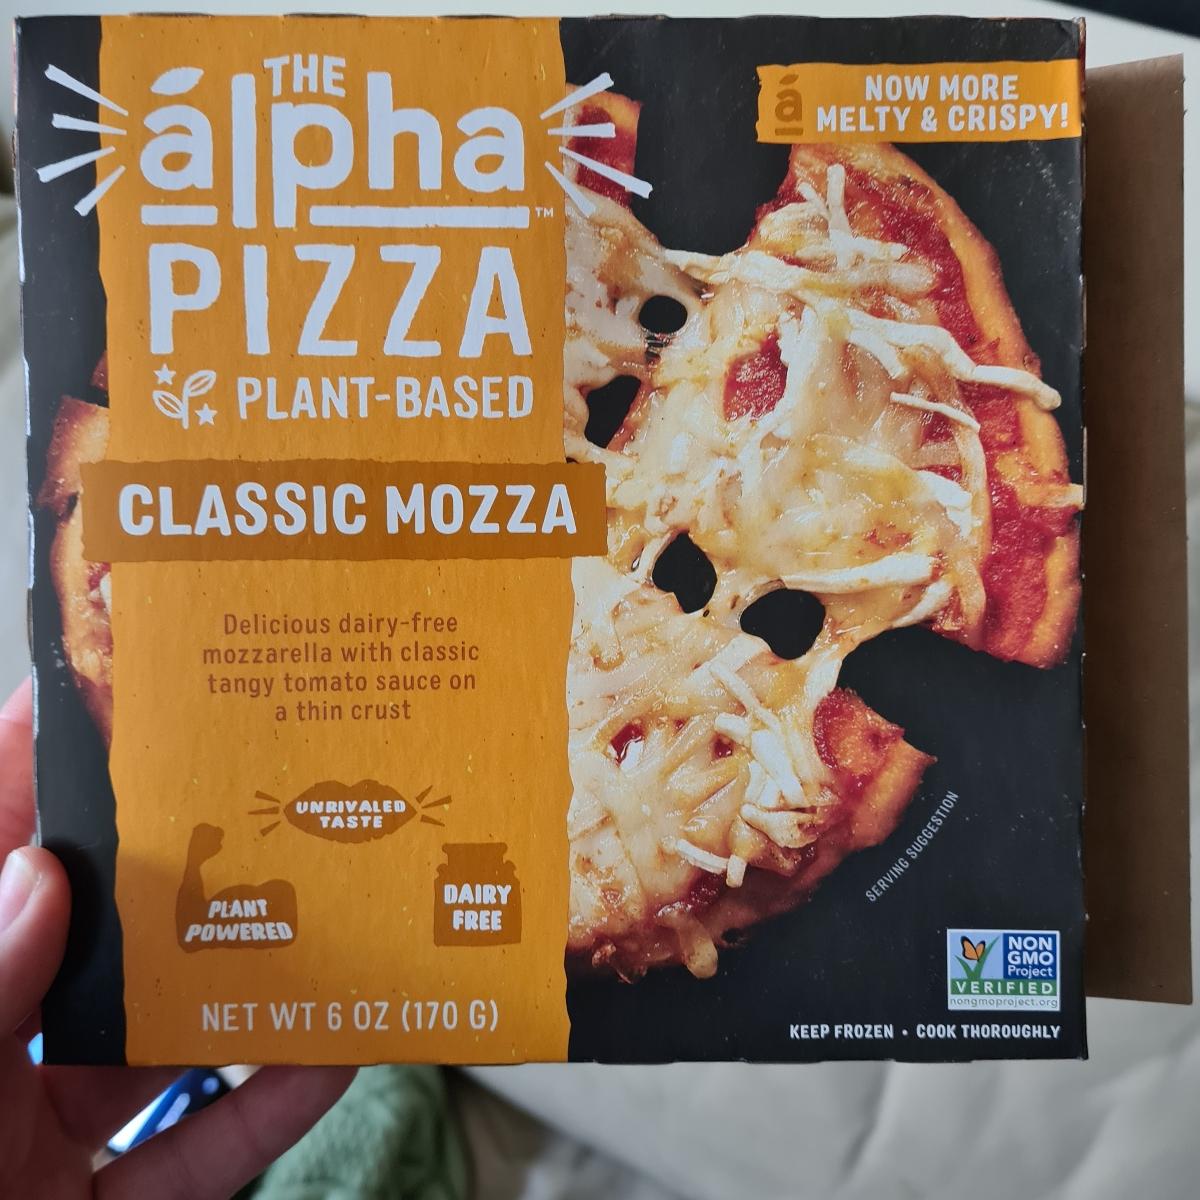 THE
álpha™
PIZZA
PLANT-BASED
CLASSIC MOZZA
Delicious dairy-free
mozzarella with classic
tangy tomato sauce on
a thin crust
UNRIVALED
TASTE
PLANT
POWERED
DAIRY
FREE
NET WT 6 OZ (170 G)
á
NOW MORE
MELTY & CRISPY!
SERVING SUGGESTION
NON
GMO
Project
VERIFIED
nongmoproject.org
KEEP FROZEN • COOK THOROUGHLY